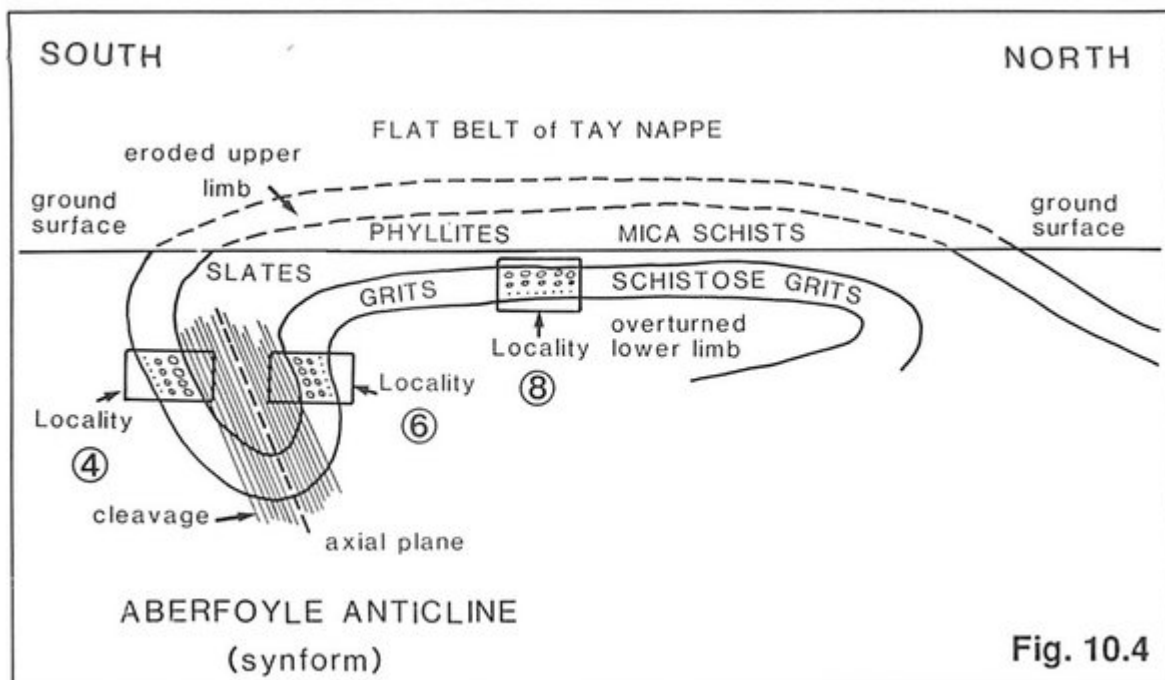 SOUTH
NORTH
FLAT BELT of TAY NAPPE
eroded upper
limb
ground
surface
ground
surface
PHYLLITES
MICA SCHISTS
SLATES
GRITS
SCHISTOSE GRITS
overturned
lower limb
Locality
8
Locality
6
Locality
4
cleavage
axial plane
ABERFOYLE ANTICLINE
(synform)
Fig. 10.4